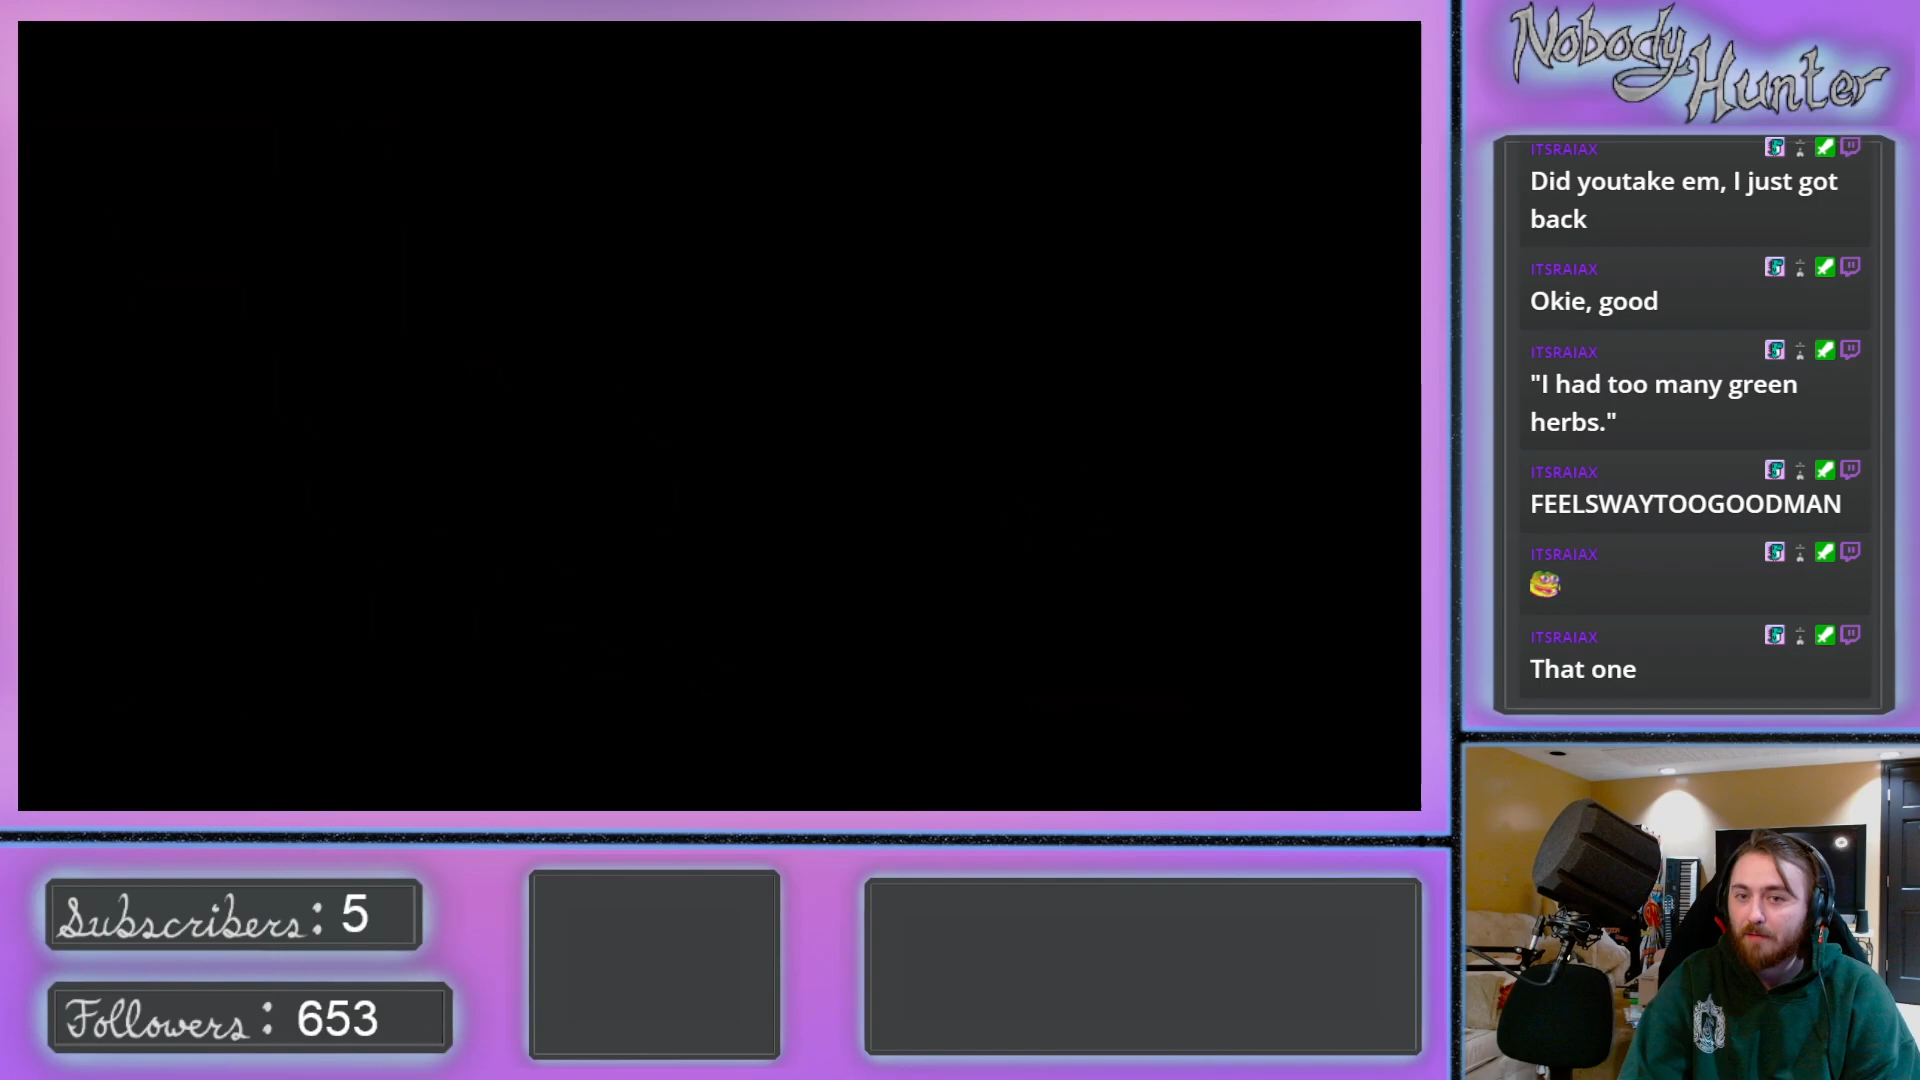 Nobody
Hunter
ITSRAIAX
Did youtake em, I just got
back
ITSRAIAX
Okie, good
ITSRAIAX
"I had too many green
herbs."
ITSRAIAX
FEELSWAYTOOGOODMAN
ITSRAIAX
ITSRAIAX
That one
Subscribers: 5
Followers: 653